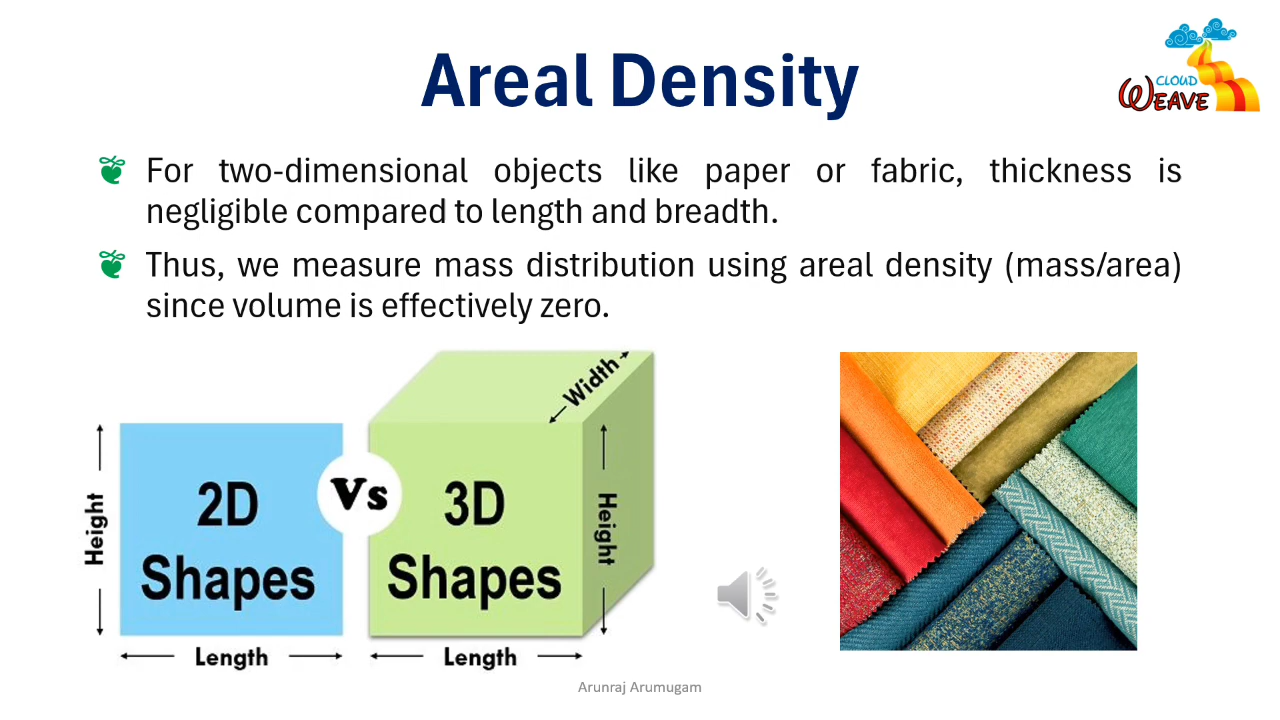 Areal Density
CLOUD
WEAVE
For two-dimensional objects like paper or fabric, thickness is
negligible compared to length and breadth.
Thus, we measure mass distribution using areal density (mass/area)
since volume is effectively zero.
Width
Height
2D
Shapes
Vs
3D
Shapes
Height
Length
Length
Arunraj Arumugam